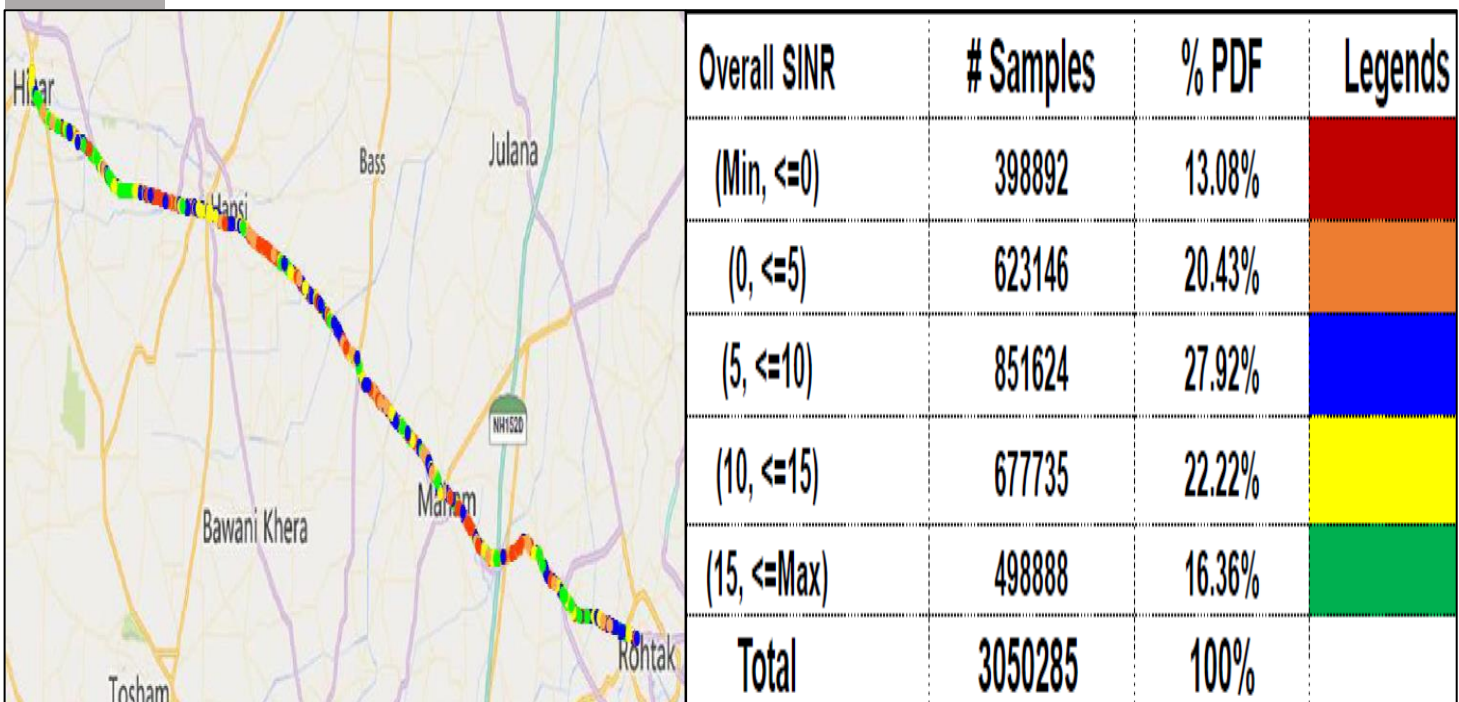 Hisar
Bass
Julana
Hansi
NH152D
Maham
Bawani Khera
Rohtak
Tosham
Overall SINR # Samples % PDF Legends
(Min, <=0) 398892 13.08%
(0, <=5) 623146 20.43%
(5, <=10) 851624 27.92%
(10, <=15) 677735 22.22%
(15, <=Max) 498888 16.36%
Total 3050285 100%